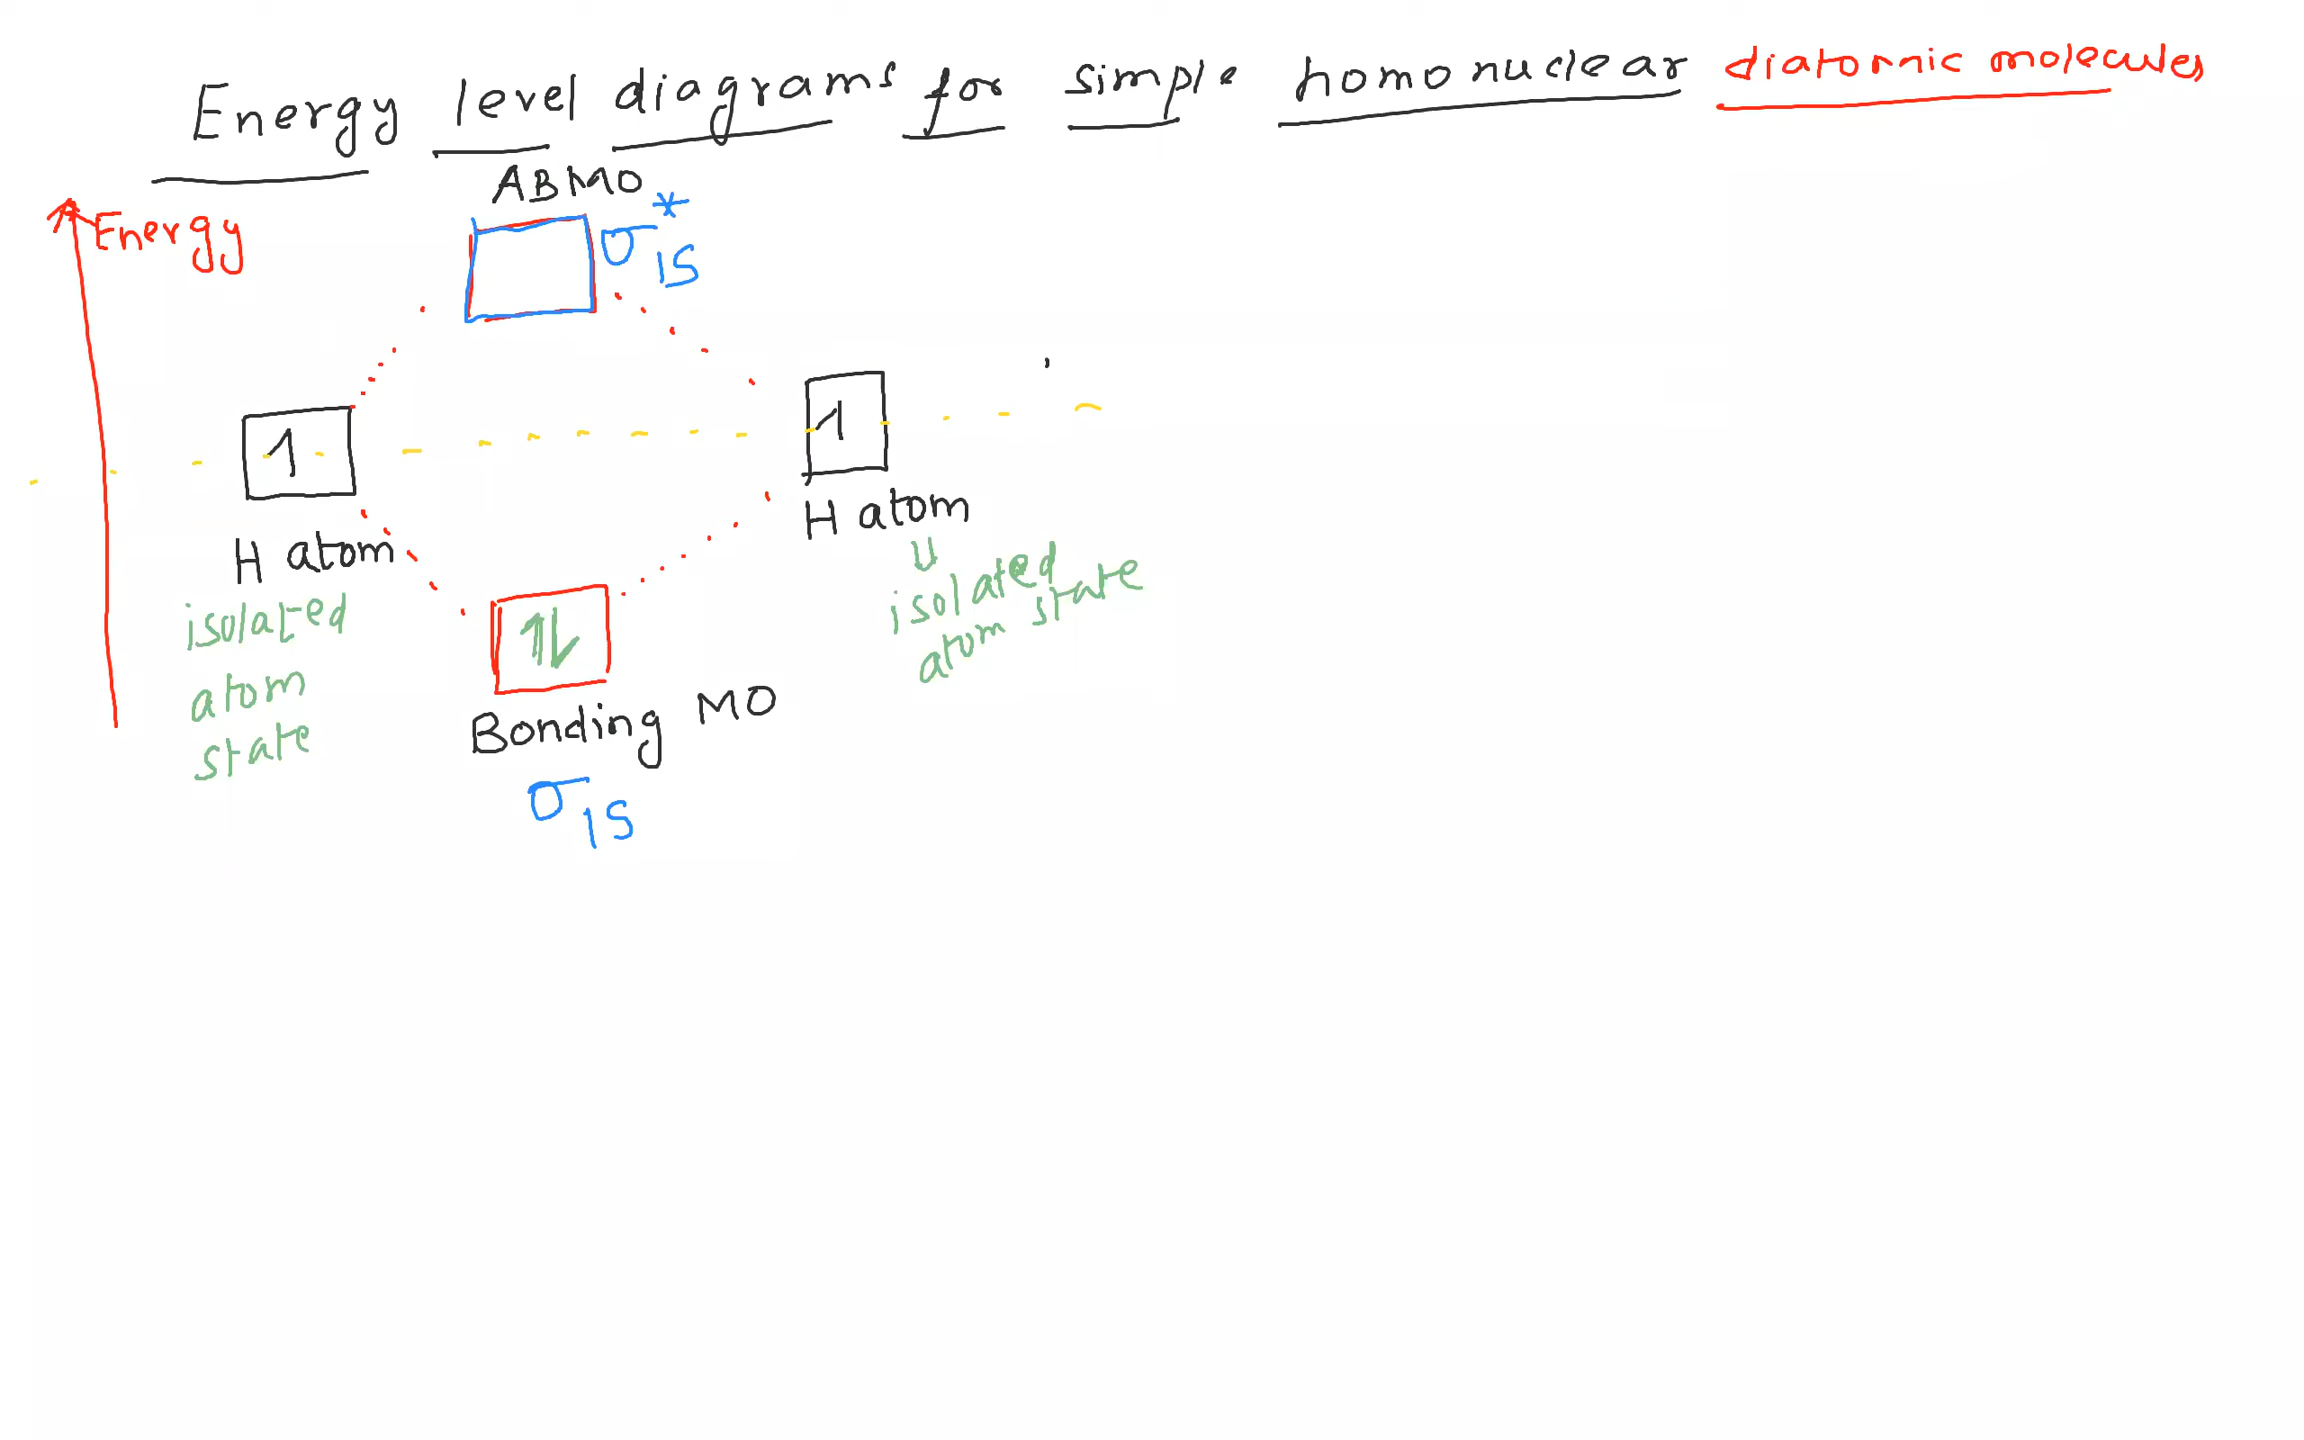 Energy level diagrams for simple homonuclear diatomic molecules
ABMO
Energy
σ*1s
1
1
H atom
H atom
isolated
atom state
isolated
atom
state
1L
Bonding MO
σ1s